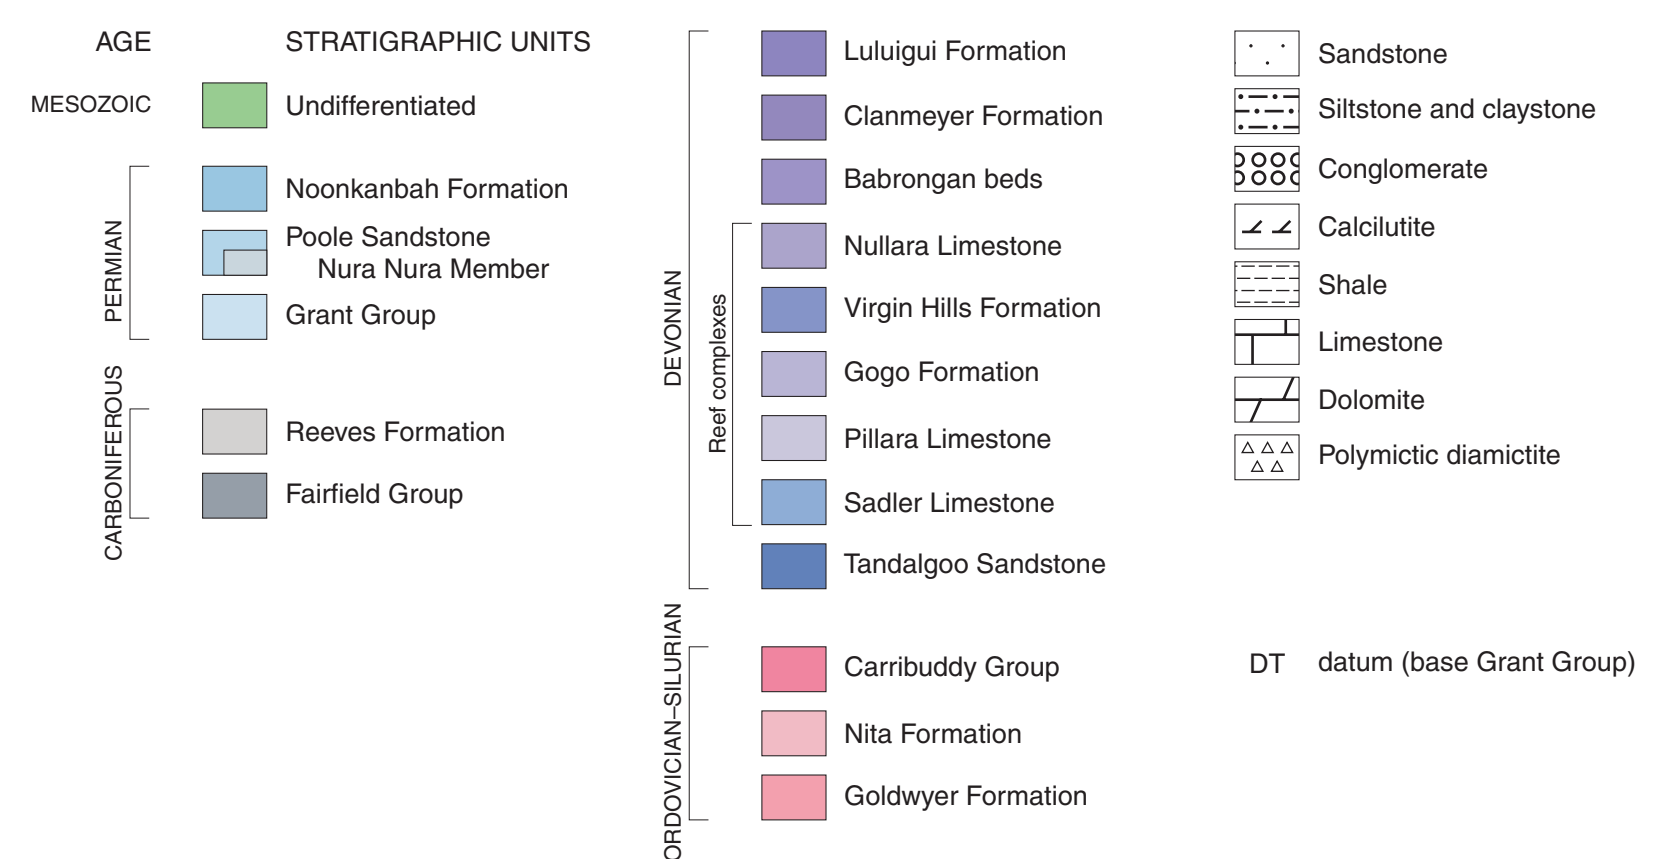 AGE
STRATIGRAPHIC UNITS
MESOZOIC
Undifferentiated
PERMIAN
Noonkanbah Formation
Poole Sandstone
Nura Nura Member
Grant Group
CARBONIFEROUS
Reeves Formation
Fairfield Group
DEVONIAN
Luluigui Formation
Clanmeyer Formation
Babrongan beds
Reef complexes
Nullara Limestone
Virgin Hills Formation
Gogo Formation
Pillara Limestone
Sadler Limestone
Tandalgoo Sandstone
ORDOVICIAN–SILURIAN
Carribuddy Group
Nita Formation
Goldwyer Formation
Sandstone
Siltstone and claystone
Conglomerate
Calcilutite
Shale
Limestone
Dolomite
Polymictic diamictite
DT datum (base Grant Group)